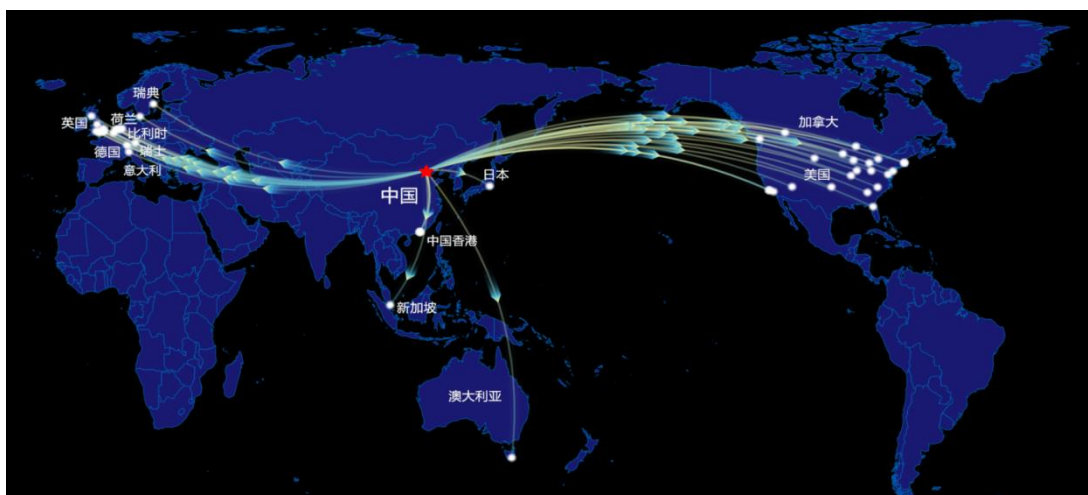 瑞典
英国
荷兰
比利时
德国
瑞士
意大利
中国
日本
中国香港
新加坡
澳大利亚
加拿大
美国